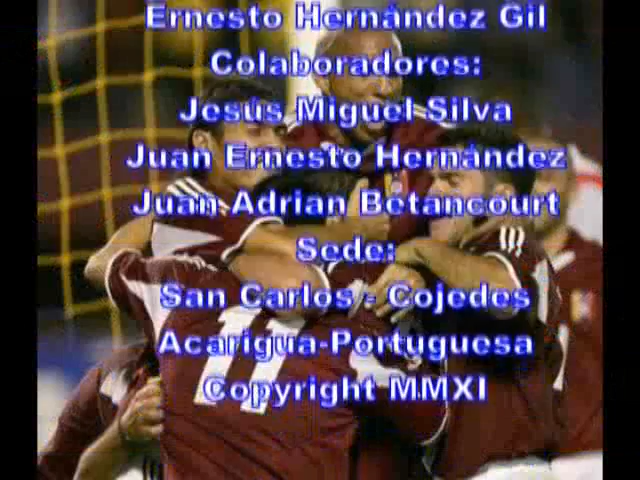 Ernesto Hernández Gil
Colaboradores:
Jesús Miguel Silva
Juan Ernesto Hernández
Juan Adrian Betancourt
Sede:
San Carlos - Cojedes
Acarigua-Portuguesa
Copyright MMXI
11